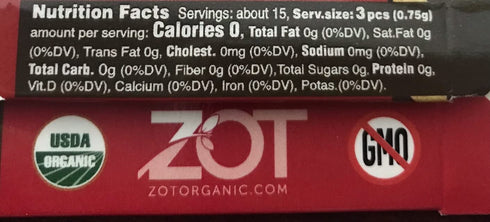 Nutrition Facts Servings: about 15, Serv.size: 3 pcs (0.75g)
amount per serving: Calories 0, Total Fat 0g (0%DV), Sat.Fat 0g
(0%DV), Trans Fat 0g, Cholest. 0mg (0%DV), Sodium 0mg (0%DV),
Total Carb. 0g (0%DV), Fiber 0g (0%DV),Total Sugars 0g, Protein 0g,
Vit.D (0%DV), Calcium (0%DV), Iron (0%DV), Potas.(0%DV).
USDA
ORGANIC
ZOT
ZOTORGANIC.COM
GMO